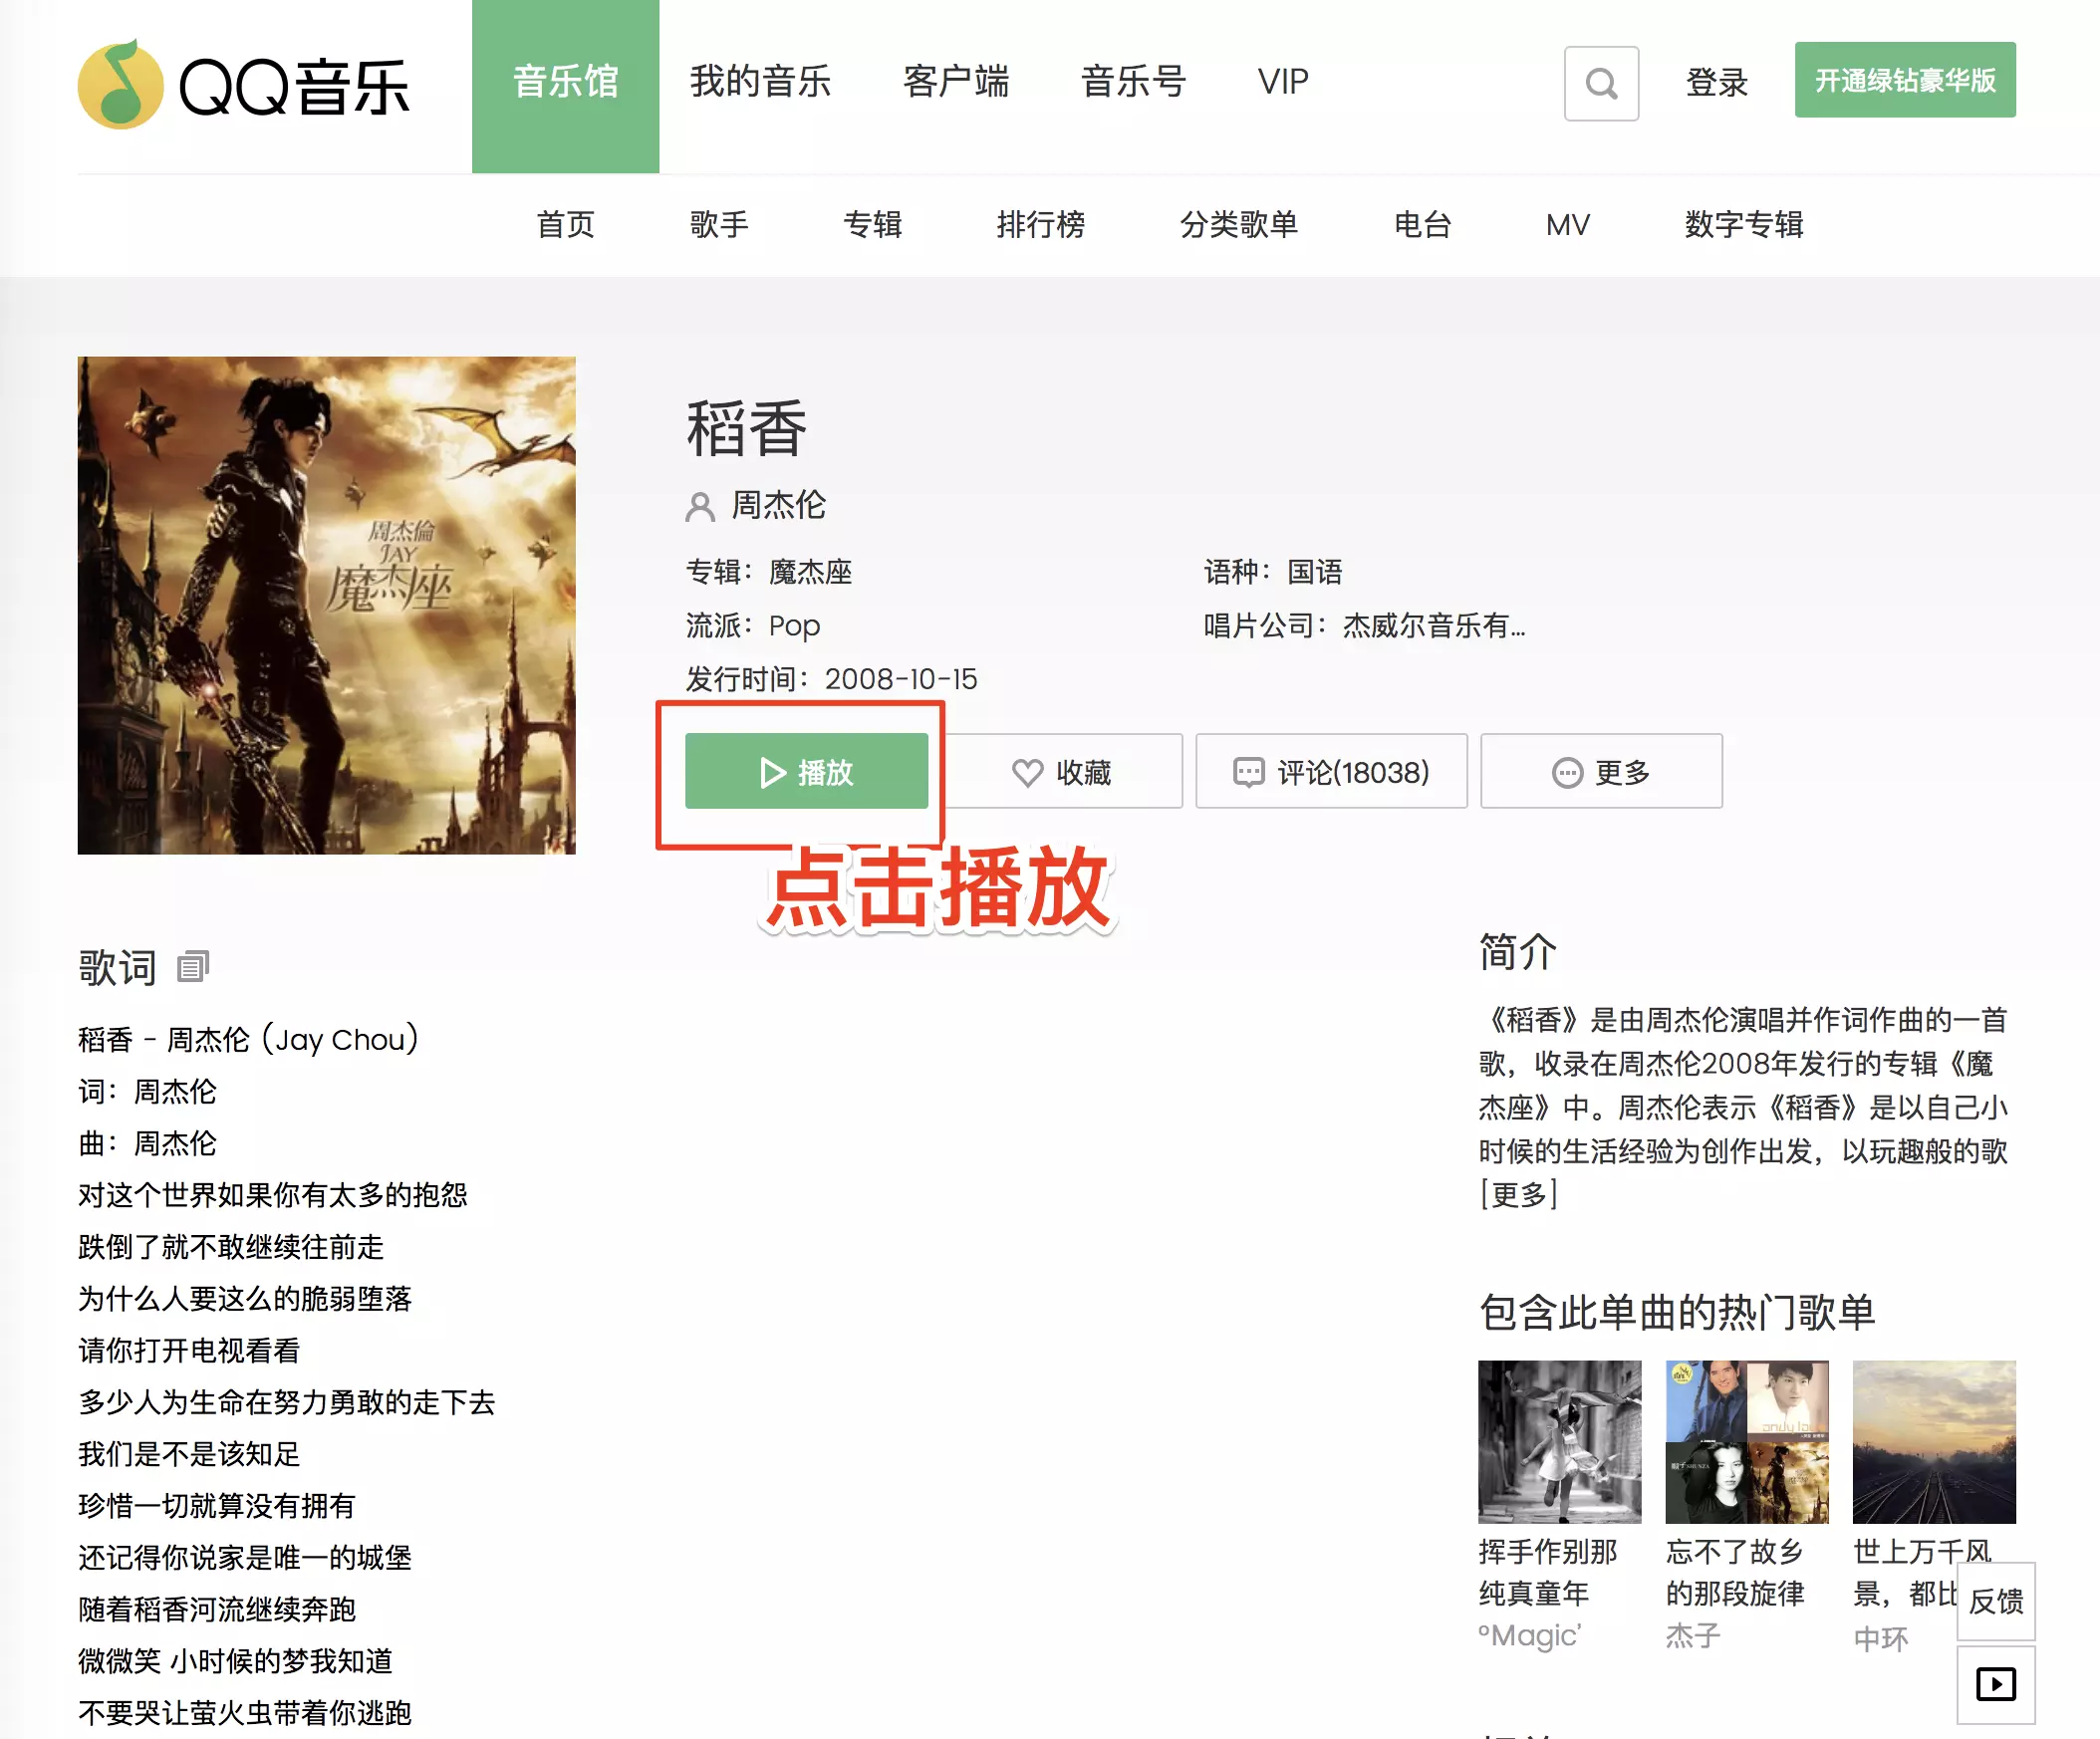 QQ音乐
音乐馆 我的音乐 客户端 音乐号 VIP 登录 开通绿钻豪华版
首页 歌手 专辑 排行榜 分类歌单 电台 MV 数字专辑
周杰倫
JAY
魔杰座
稻香
周杰伦
专辑：魔杰座 语种：国语
流派：Pop 唱片公司：杰威尔音乐有...
发行时间：2008-10-15
播放 收藏 评论(18038) 更多
点击播放
歌词
稻香 - 周杰伦 (Jay Chou)
词：周杰伦
曲：周杰伦
对这个世界如果你有太多的抱怨
跌倒了就不敢继续往前走
为什么人要这么的脆弱堕落
请你打开电视看看
多少人为生命在努力勇敢的走下去
我们是不是该知足
珍惜一切就算没有拥有
还记得你说家是唯一的城堡
随着稻香河流继续奔跑
微微笑 小时候的梦我知道
不要哭让萤火虫带着你逃跑
简介
《稻香》是由周杰伦演唱并作词作曲的一首
歌，收录在周杰伦2008年发行的专辑《魔
杰座》中。周杰伦表示《稻香》是以自己小
时候的生活经验为创作出发，以玩趣般的歌
[更多]
包含此单曲的热门歌单
挥手作别那
纯真童年
°Magic'
忘不了故乡
的那段旋律
杰子
世上万千风
景，都比
中环
反馈